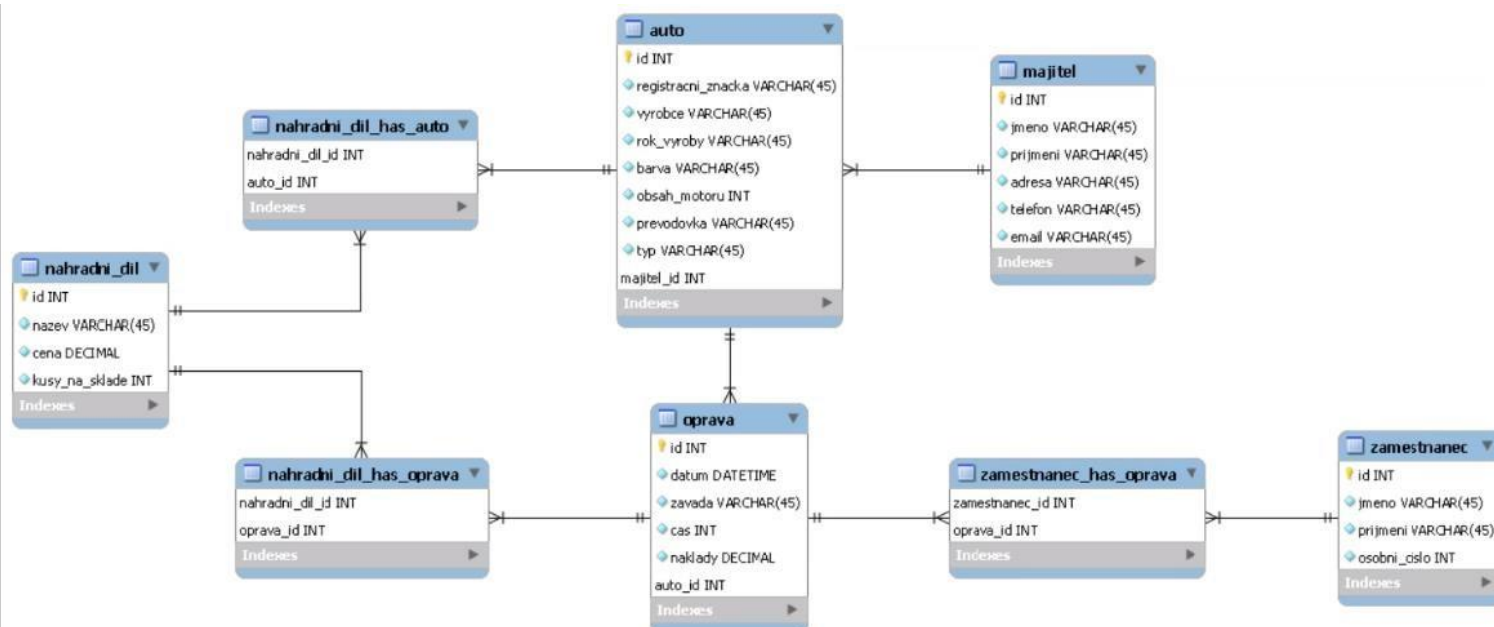 auto
id INT
registracni_znacka VARCHAR(45)
vyrobce VARCHAR(45)
rok_vyroby VARCHAR(45)
barva VARCHAR(45)
obsah_motoru INT
prevodovka VARCHAR(45)
typ VARCHAR(45)
majitel_id INT
Indexes
majitel
id INT
jmeno VARCHAR(45)
prijmeni VARCHAR(45)
adresa VARCHAR(45)
telefon VARCHAR(45)
email VARCHAR(45)
Indexes
nahradni_dil_has_auto
nahradni_dil_id INT
auto_id INT
Indexes
nahradni_dil
id INT
nazev VARCHAR(45)
cena DECIMAL
kusy_na_sklade INT
Indexes
nahradni_dil_has_oprava
nahradni_dil_id INT
oprava_id INT
Indexes
oprava
id INT
datum DATETIME
zavada VARCHAR(45)
cas INT
naklady DECIMAL
auto_id INT
Indexes
zamestnanec_has_oprava
zamestnanec_id INT
oprava_id INT
Indexes
zamestnanec
id INT
jmeno VARCHAR(45)
prijmeni VARCHAR(45)
osobni_cislo INT
Indexes